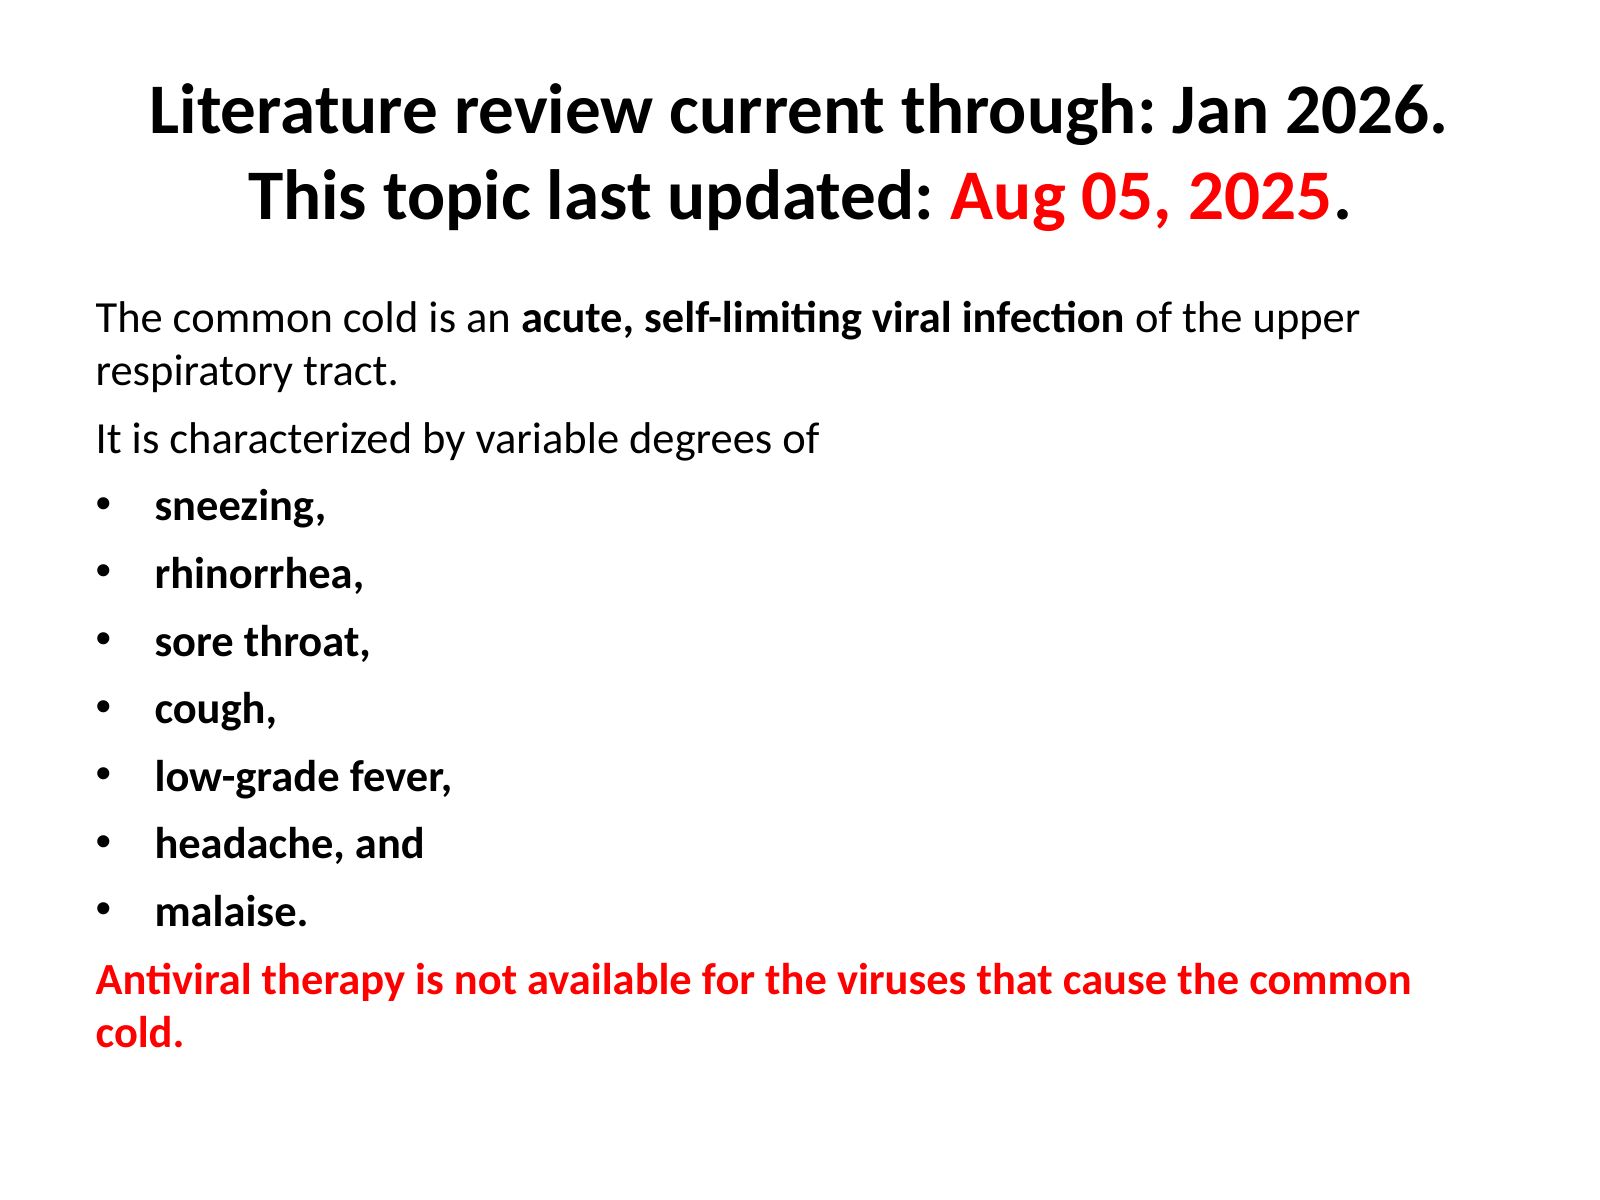 Literature review current through: Jan 2026.
This topic last updated: Aug 05, 2025.
The common cold is an acute, self-limiting viral infection of the upper
respiratory tract.
It is characterized by variable degrees of
• sneezing,
• rhinorrhea,
• sore throat,
• cough,
• low-grade fever,
• headache, and
• malaise.
Antiviral therapy is not available for the viruses that cause the common
cold.